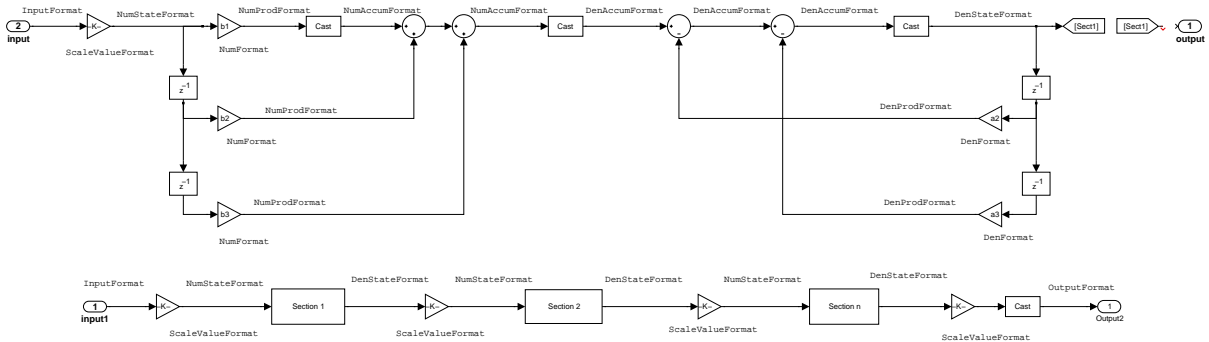 InputFormat NumStateFormat NumProdFormat NumAccumFormat NumAccumFormat DenAccumFormat DenAccumFormat DenAccumFormat DenStateFormat
2 -K- b1 Cast + + + + Cast + − + − Cast [Sect1] [Sect1] 1
input output
ScaleValueFormat NumFormat
z−1 z−1
NumProdFormat DenProdFormat
b2 a2
NumFormat DenFormat
z−1 z−1
NumProdFormat DenProdFormat
b3 a3
NumFormat DenFormat
InputFormat NumStateFormat DenStateFormat NumStateFormat DenStateFormat NumStateFormat DenStateFormat OutputFormat
1 -K- Section 1 -K- Section 2 -K- Section n -K- Cast 1
input1 Output2
ScaleValueFormat ScaleValueFormat ScaleValueFormat ScaleValueFormat